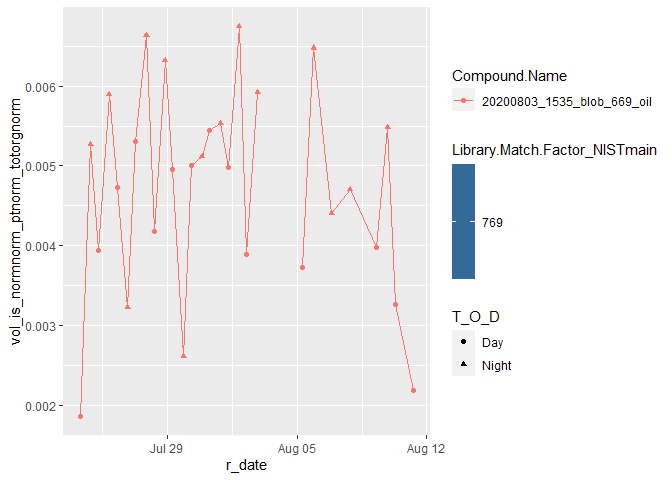 vol_is_normnorm_ptnorm_totorgnorm
0.006
0.005
0.004
0.003
0.002
Jul 29
Aug 05
Aug 12
r_date
Compound.Name
20200803_1535_blob_669_oil
Library.Match.Factor_NISTmain
769
T_O_D
Day
Night